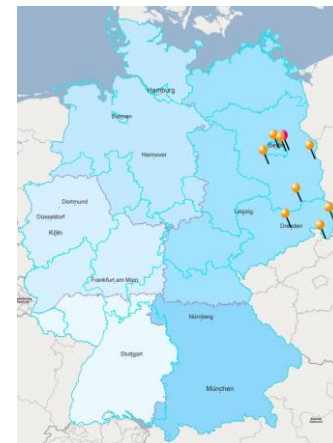 Hamburg
Bremen
Hannover
Dortmund
Düsseldorf
Köln
Leipzig
Dresden
Frankfurt am Main
Nürnberg
Stuttgart
München